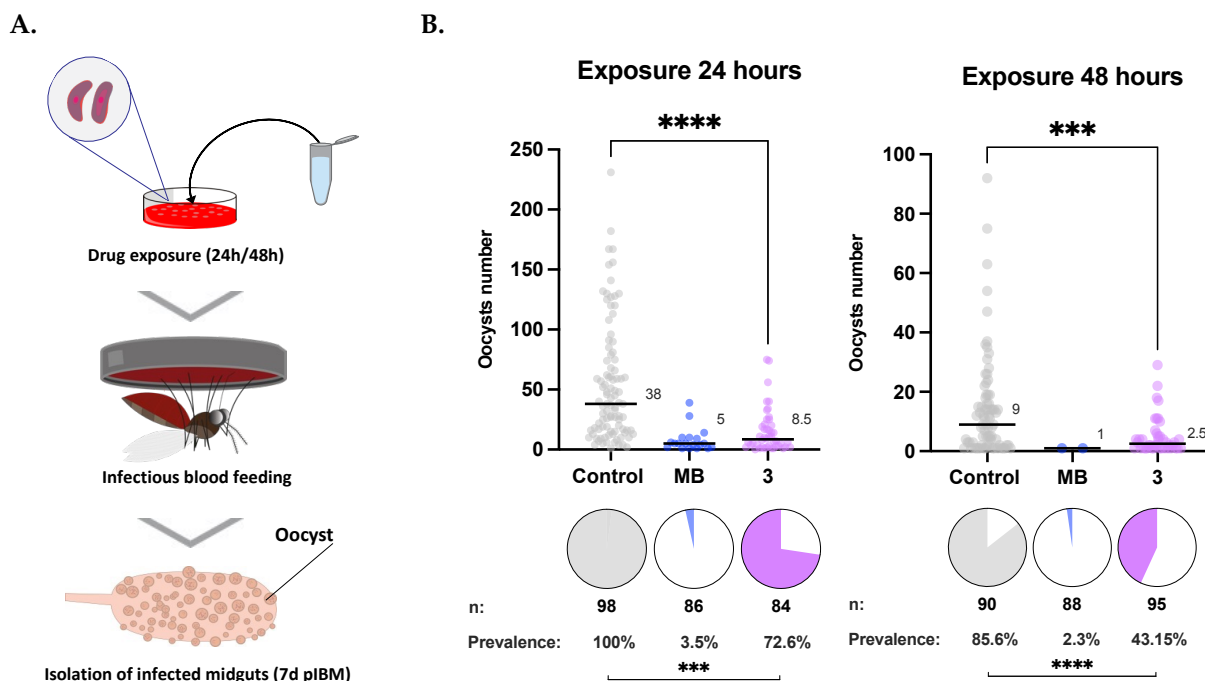 A.
Drug exposure (24h/48h)
Infectious blood feeding
Oocyst
Isolation of infected midguts (7d pIBM)
B.
Exposure 24 hours
****
Oocysts number
250
200
150
100
50
0
38
5
8.5
Control MB 3
n: 98 86 84
Prevalence: 100% 3.5% 72.6%
***
Exposure 48 hours
***
Oocysts number
100
80
60
40
20
0
9
1
2.5
Control MB 3
90 88 95
85.6% 2.3% 43.15%
****